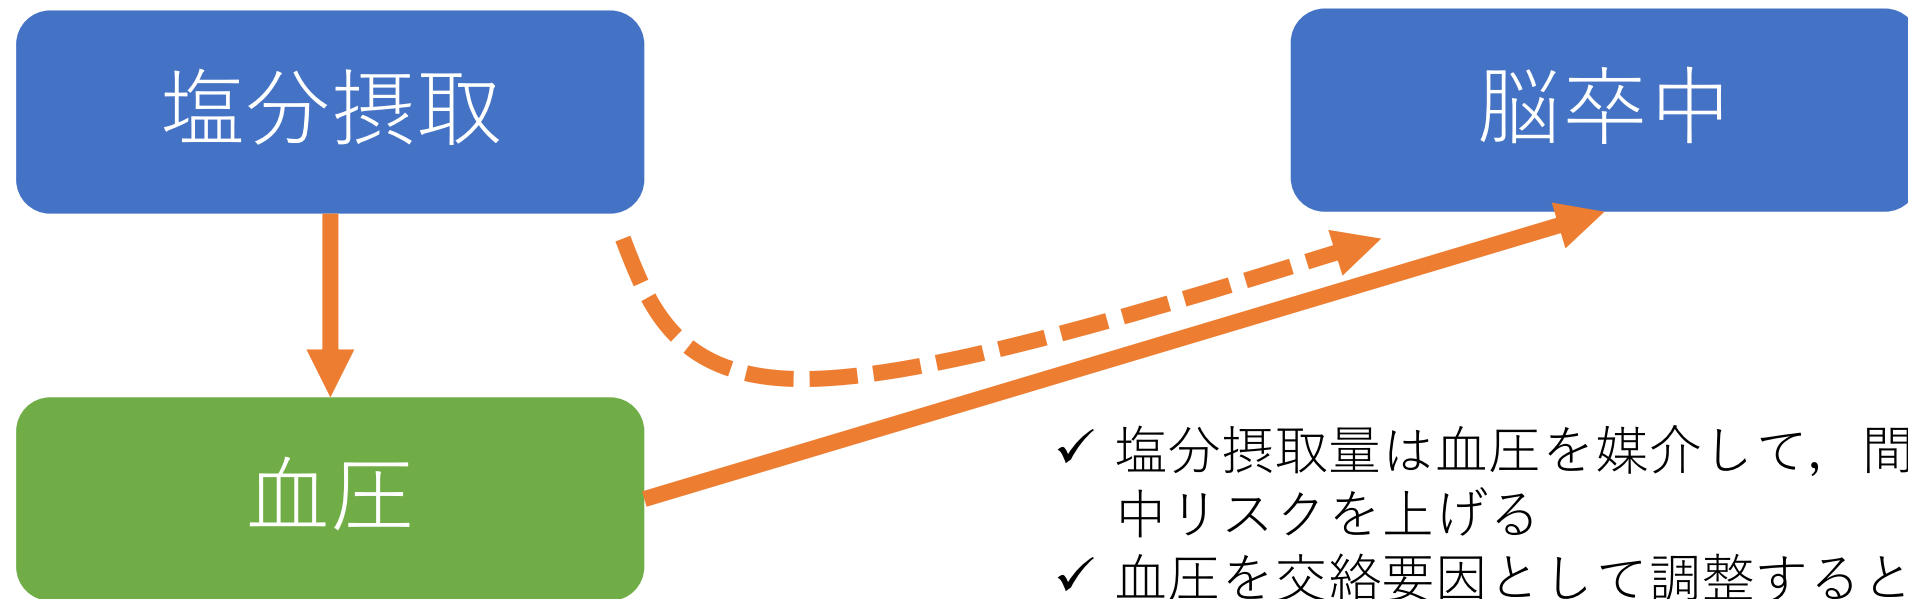 塩分摂取
脳卒中
血圧
✓ 塩分摂取量は血圧を媒介して，間
中リスクを上げる
✓ 血圧を交絡要因として調整すると